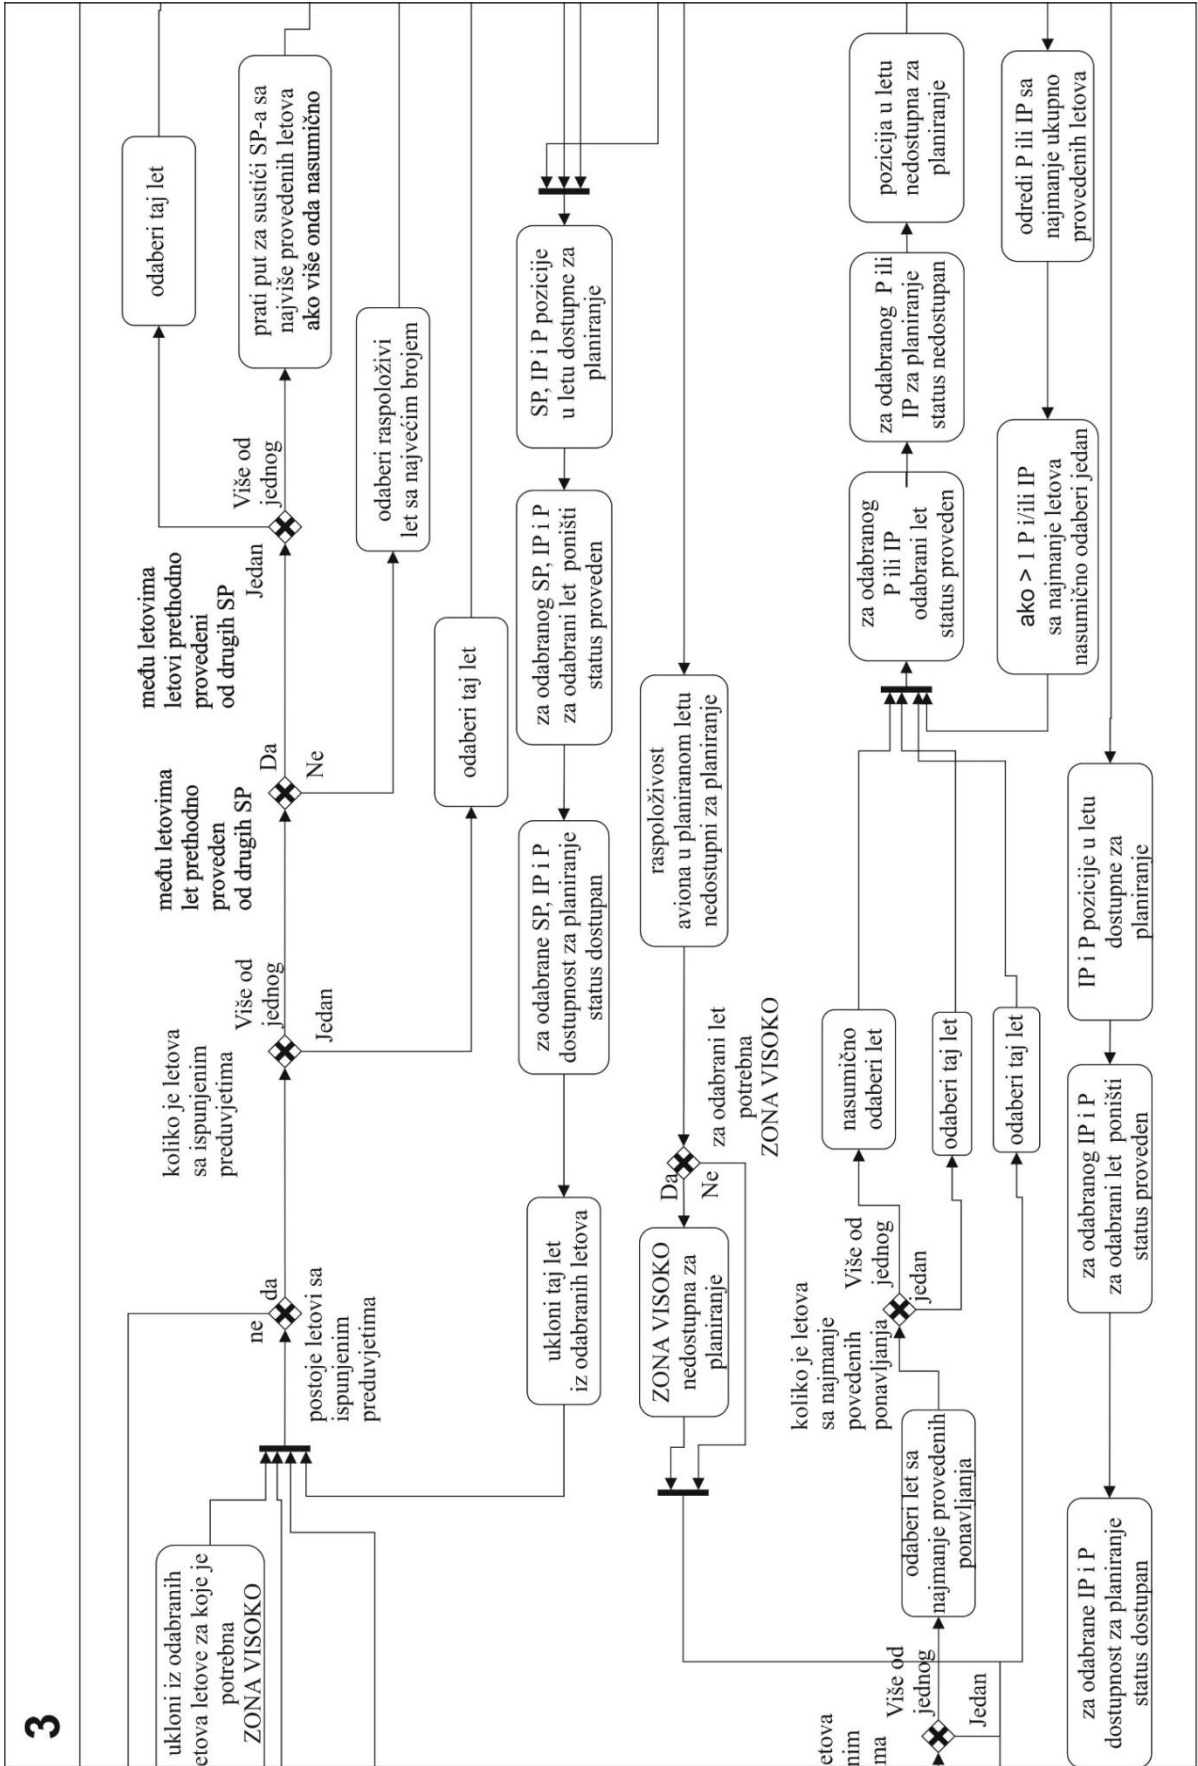 3
ukloni iz odabranih
letova letove za koje je
potrebna
ZONA VISOKO
ne
da
postoje letovi sa
ispunjenim
preduvjetima
koliko je letova
sa ispunjenim
preduvjetima
Više od
jednog
Jedan
među letovima
let prethodno
proveden
od drugih SP
Da
Ne
među letovima
letovi prethodno
provedeni
od drugih SP
Jedan
Više od
jednog
odaberi taj let
prati put za sustići SP-a sa
najviše provedenih letova
ako više onda nasumično
odaberi raspoloživi
let sa najvećim brojem
odaberi taj let
ukloni taj let
iz odabranih letova
za odabrane SP, IP i P
dostupnost za planiranje
status dostupan
za odabranog SP, IP i P
za odabrani let poništi
status proveden
SP, IP i P pozicije
u letu dostupne za
planiranje
ZONA VISOKO
nedostupna za
planiranje
Da
Ne
za odabrani let
potrebna
ZONA VISOKO
raspoloživost
aviona u planiranom letu
nedostupni za planiranje
etova
nim
ma
Više od
jednog
Jedan
odaberi let sa
najmanje provedenih
ponavljanja
koliko je letova
sa najmanje
povedenih
ponavljanja
Više od
jednog
jedan
nasumično
odaberi let
odaberi taj let
odaberi taj let
za odabranog
P ili IP
odabrani let
status proveden
za odabranog P ili
IP za planiranje
status nedostupan
pozicija u letu
nedostupna za
planiranje
ako > 1 P i/ili IP
sa najmanje letova
nasumično odaberi jedan
odredi P ili IP sa
najmanje ukupno
provedenih letova
za odabrane IP i P
dostupnost za planiranje
status dostupan
za odabranog IP i P
za odabrani let poništi
status proveden
IP i P pozicije u letu
dostupne za
planiranje